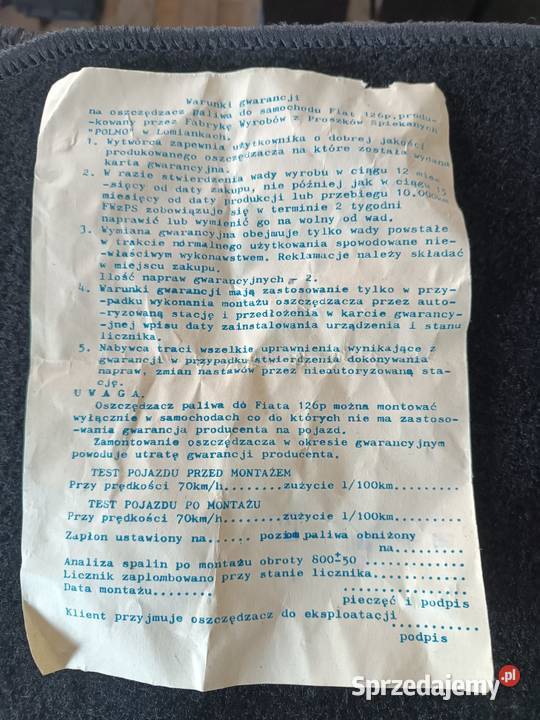 Warunki gwarancji
na oszczędzacz paliwa do samochodu Fiat 126p,produ-
-kowany przez Fabrykę Wyrobów z Proszków Spiekanych
"POLMO" w Łomiankach.
1. Wytwórca zapewnia użytkownika o dobrej jakości
produkowanego oszczędzacza na które została wydana
karta gwarancyjna.
2. W razie stwierdzenia wady wyrobu w ciągu 12 mie-
-sięcy od daty zakupu, nie później jak w ciągu 15
miesięcy od daty produkcji lub przebiegu 10.000km
FWzPS zobowiązuje się w terminie 2 tygodni
naprawić lub wymienić go na wolny od wad.
3. Wymiana gwarancyjna obejmuje tylko wady powstałe
w trakcie normalnego użytkowania spowodowane nie-
-właściwym wykonawstwem. Reklamacje należy składać
w miejscu zakupu.
Ilość napraw gwarancyjnych - 2.
4. Warunki gwarancji mają zastosowanie tylko w przy-
-padku wykonania montażu oszczędzacza przez auto-
-ryzowaną stację i przedłożenia w karcie gwarancy-
-jnej wpisu daty zainstalowania urządzenia i stanu
licznika.
5. Nabywca traci wszelkie uprawnienia wynikające z
gwarancji w przypadku stwierdzenia dokonywania
napraw, zmian nastawów przez nieautoryzowaną sta-
cję.
U W A G A.
Oszczędzacz paliwa do Fiata 126p można montować
wyłącznie w samochodach co do których nie ma zastoso-
-wania gwarancja producenta na pojazd.
Zamontowanie oszczędzacza w okresie gwarancyjnym
powoduje utratę gwarancji producenta.
TEST POJAZDU PRZED MONTAŻEM
Przy prędkości 70km/h........zużycie l/100km..........
TEST POJAZDU PO MONTAŻU
Przy prędkości 70km/h........zużycie l/100km..........
Zapłon ustawiony na..... poziom paliwa obniżony
na..........
Analiza spalin po montażu obroty 800±50 ............
Licznik zaplombowano przy stanie licznika............
Data montażu........
pieczęć i podpis
Klient przyjmuje oszczędzacz do eksploatacji
............
podpis
Sprzedajemy.pl